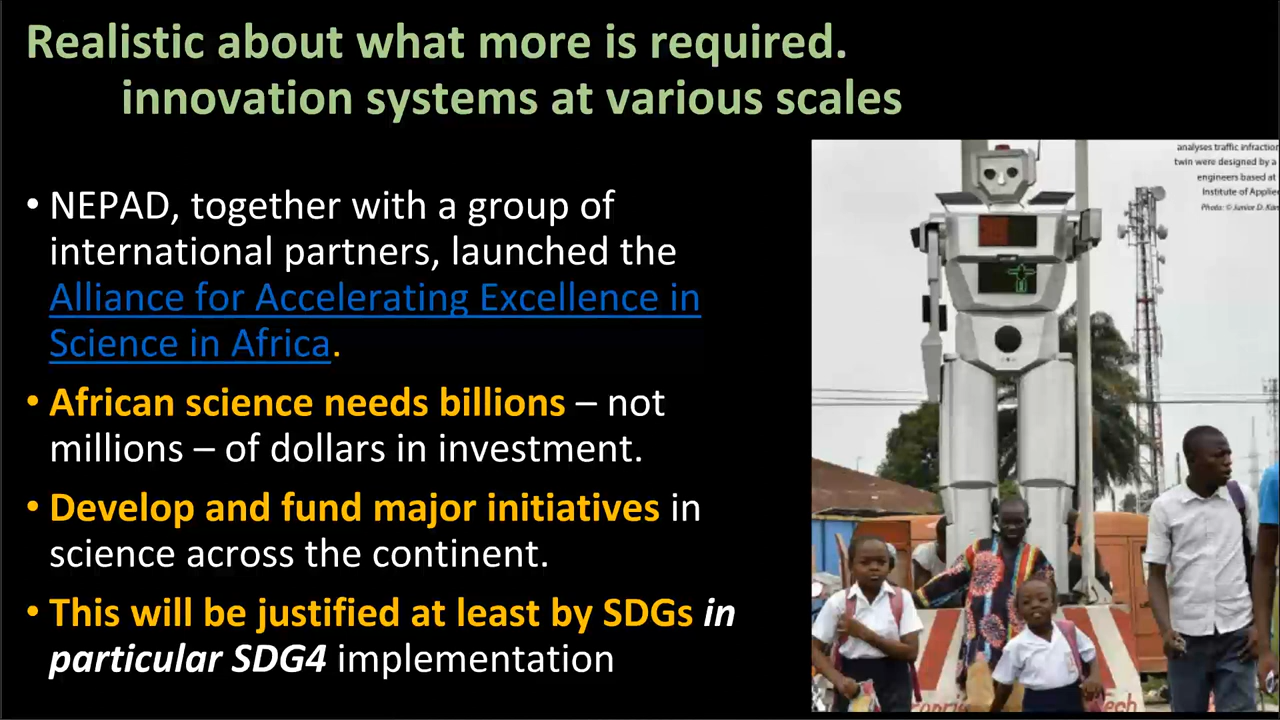 Realistic about what more is required.
innovation systems at various scales
analyses traffic infraction
twin were designed by a
engineers based at
Institute of Applie
Photo: © Junior D. Kan
• NEPAD, together with a group of
international partners, launched the
Alliance for Accelerating Excellence in
Science in Africa.
• African science needs billions – not
millions – of dollars in investment.
• Develop and fund major initiatives in
science across the continent.
• This will be justified at least by SDGs in
particular SDG4 implementation